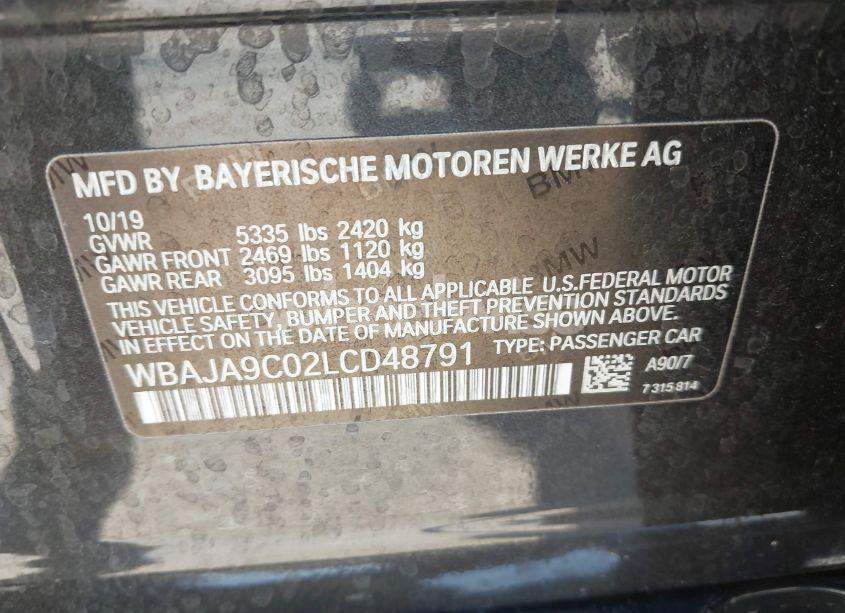 MFD BY BAYERISCHE MOTOREN WERKE AG
10/19
GVWR 5335 lbs 2420 kg
GAWR FRONT 2469 lbs 1120 kg
GAWR REAR 3095 lbs 1404 kg
THIS VEHICLE CONFORMS TO ALL APPLICABLE U.S.FEDERAL MOTOR
VEHICLE SAFETY, BUMPER AND THEFT PREVENTION STANDARDS
IN EFFECT ON THE DATE OF MANUFACTURE SHOWN ABOVE.
WBAJA9C02LCD48791 TYPE: PASSENGER CAR
A90/7
7 315 814
BMW
BMW
BMW